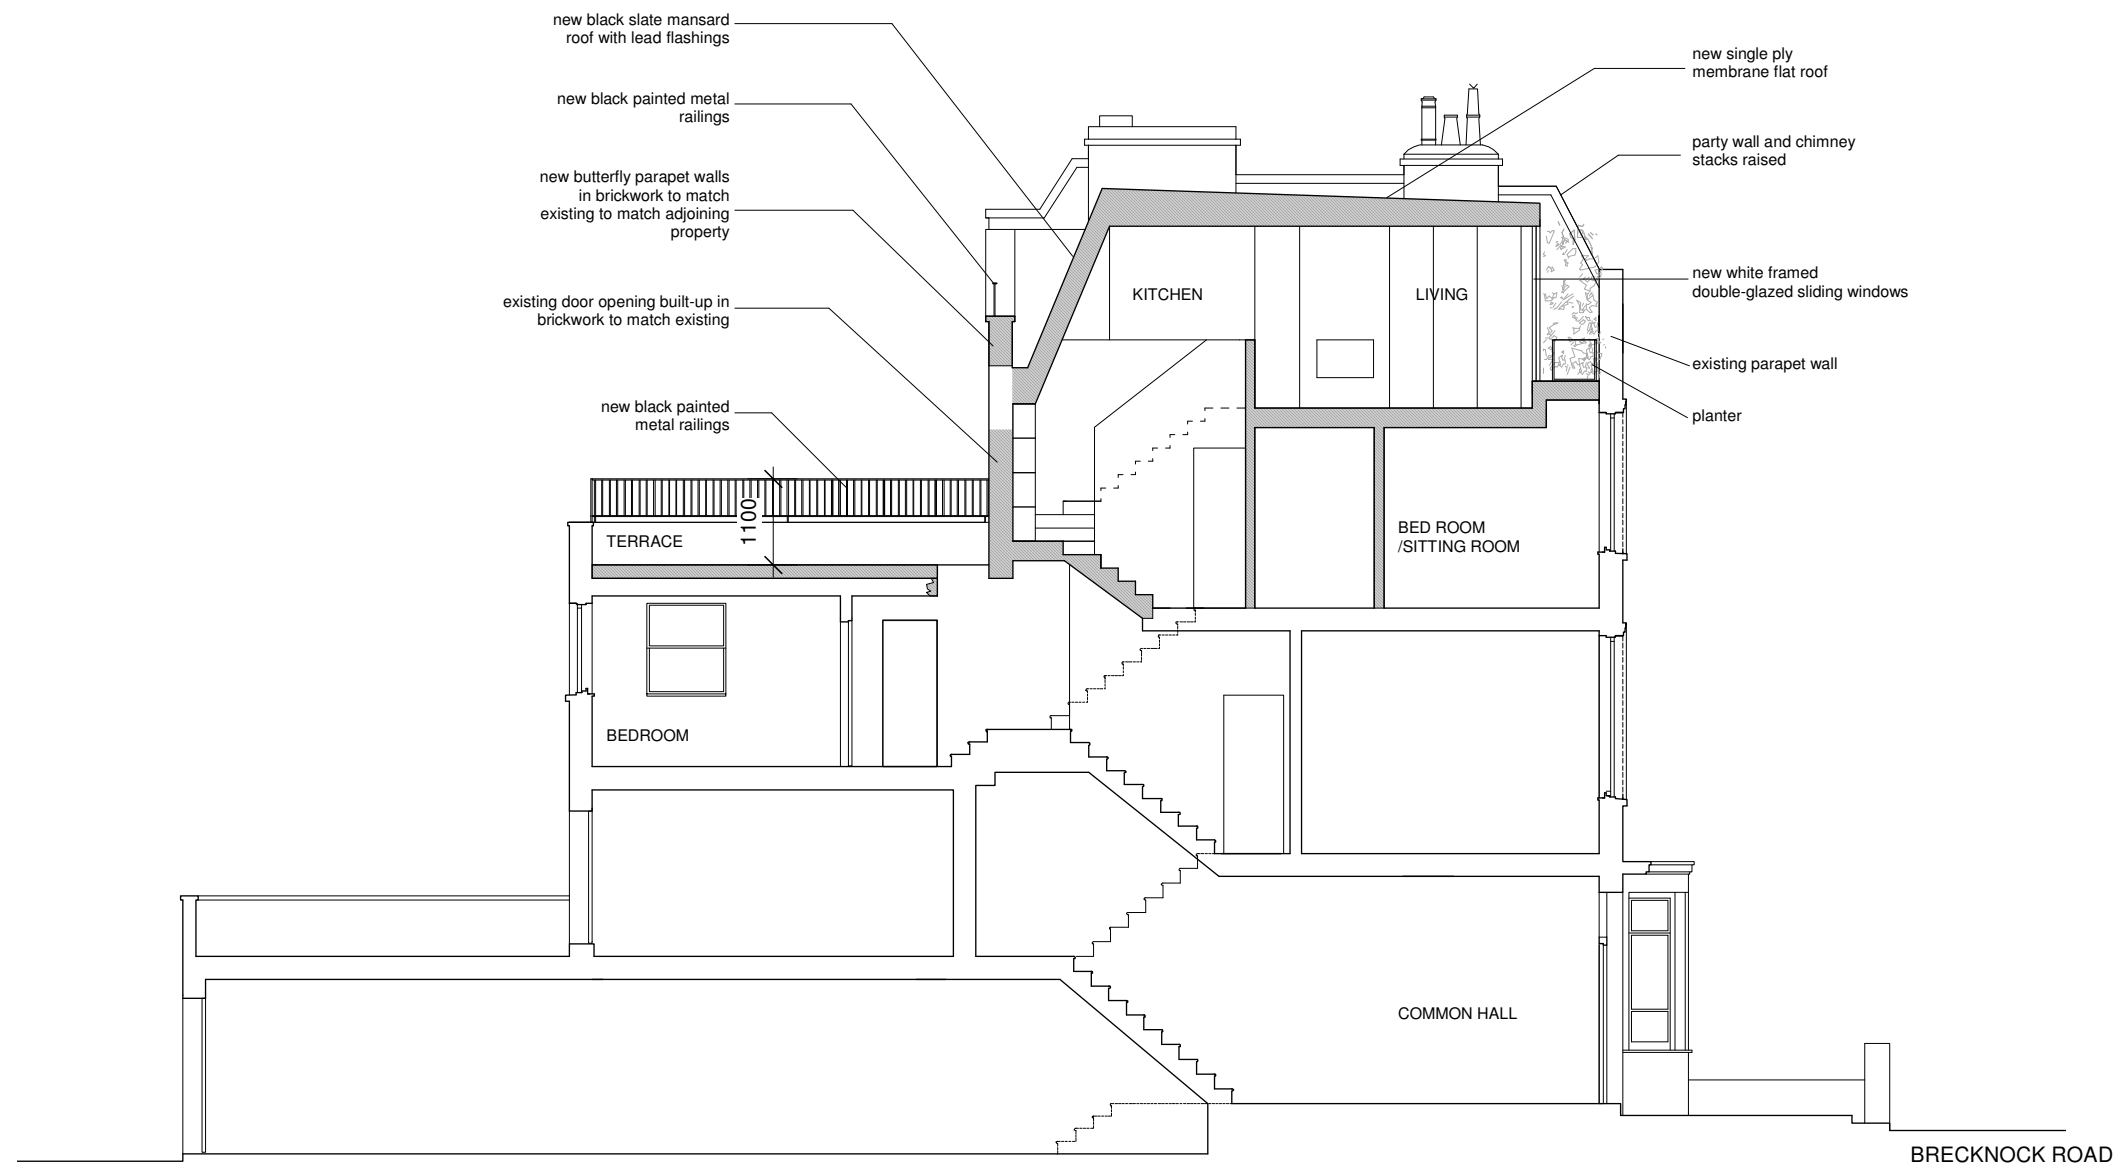 new black slate mansard
roof with lead flashings
new black painted metal
railings
new butterfly parapet walls
in brickwork to match
existing to match adjoining
property
existing door opening built-up in
brickwork to match existing
new black painted
metal railings
new single ply
membrane flat roof
party wall and chimney
stacks raised
new white framed
double-glazed sliding windows
existing parapet wall
planter
KITCHEN
LIVING
1100
TERRACE
BED ROOM
/SITTING ROOM
BEDROOM
COMMON HALL
BRECKNOCK ROAD